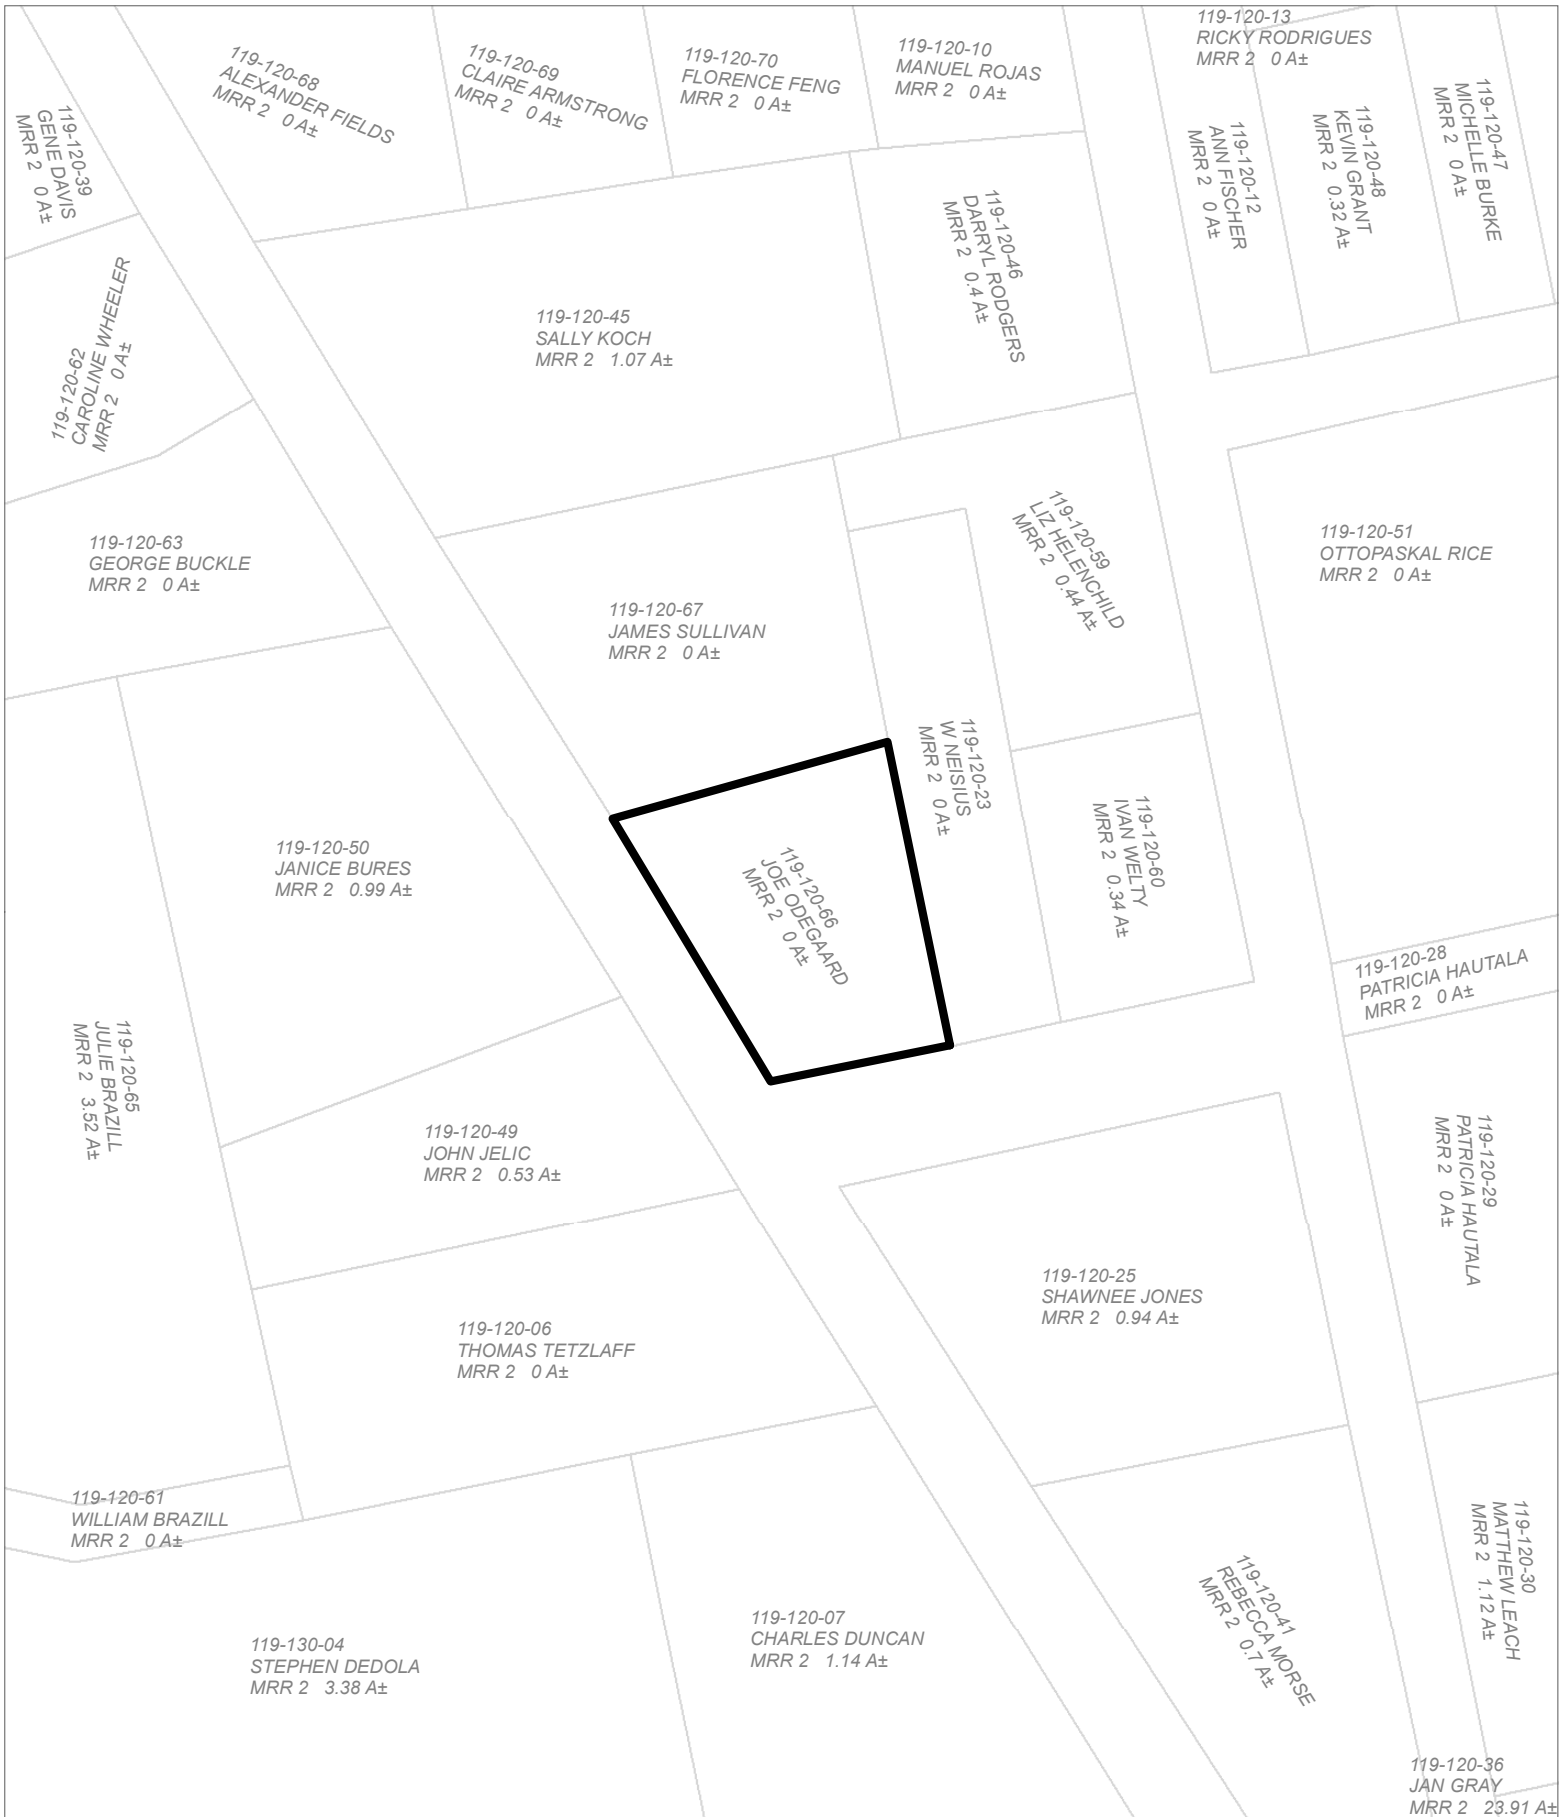 119-120-13
RICKY RODRIGUES
MRR 2 0 A±
119-120-68
ALEXANDER FIELDS
MRR 2 0 A±
119-120-69
CLAIRE ARMSTRONG
MRR 2 0 A±
119-120-70
FLORENCE FENG
MRR 2 0 A±
119-120-10
MANUEL ROJAS
MRR 2 0 A±
119-120-39
GENE DAVIS
MRR 2 0 A±
119-120-12
ANN FISCHER
MRR 2 0 A±
119-120-48
KEVIN GRANT
MRR 2 0.32 A±
119-120-47
MICHELLE BURKE
MRR 2 0 A±
119-120-46
DARRYL RODGERS
MRR 2 0.4 A±
119-120-62
CAROLINE WHEELER
MRR 2 0 A±
119-120-45
SALLY KOCH
MRR 2 1.07 A±
119-120-63
GEORGE BUCKLE
MRR 2 0 A±
119-120-67
JAMES SULLIVAN
MRR 2 0 A±
119-120-59
LIZ HELENCHILD
MRR 2 0.44 A±
119-120-51
OTTOPASKAL RICE
MRR 2 0 A±
119-120-23
W NEISIUS
MRR 2 0 A±
119-120-60
IVAN WELTY
MRR 2 0.34 A±
119-120-50
JANICE BURES
MRR 2 0.99 A±
119-120-66
JOE ODEGAARD
MRR 2 0 A±
119-120-28
PATRICIA HAUTALA
MRR 2 0 A±
119-120-65
JULIE BRAZILL
MRR 2 3.52 A±
119-120-49
JOHN JELIC
MRR 2 0.53 A±
119-120-29
PATRICIA HAUTALA
MRR 2 0 A±
119-120-25
SHAWNEE JONES
MRR 2 0.94 A±
119-120-06
THOMAS TETZLAFF
MRR 2 0 A±
119-120-61
WILLIAM BRAZILL
MRR 2 0 A±
119-120-30
MATTHEW LEACH
MRR 2 1.12 A±
119-120-41
REBECCA MORSE
MRR 2 0.7 A±
119-130-04
STEPHEN DEDOLA
MRR 2 3.38 A±
119-120-07
CHARLES DUNCAN
MRR 2 1.14 A±
119-120-36
JAN GRAY
MRR 2 23.91 A±